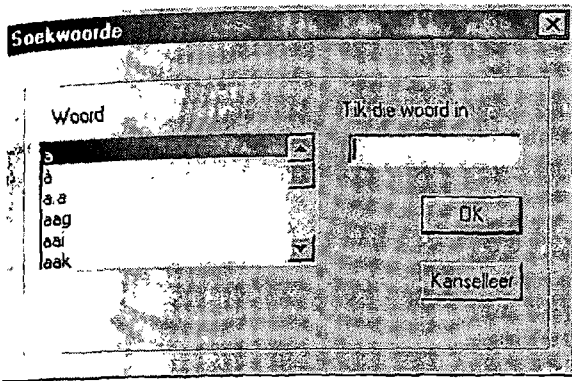 Soekwoorde
Woord
Tik die woord in
a
à
a.a
aag
aai
aak
OK
Kanselleer